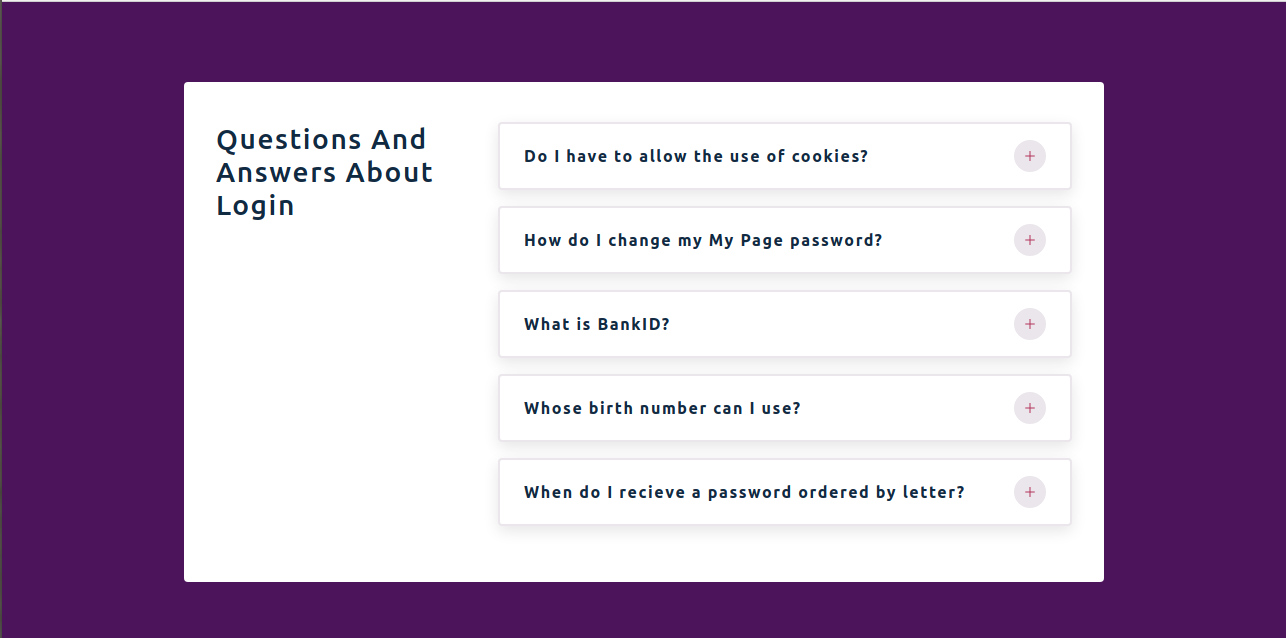 Questions And
Answers About
Login
Do I have to allow the use of cookies?
How do I change my My Page password?
What is BankID?
Whose birth number can I use?
When do I recieve a password ordered by letter?